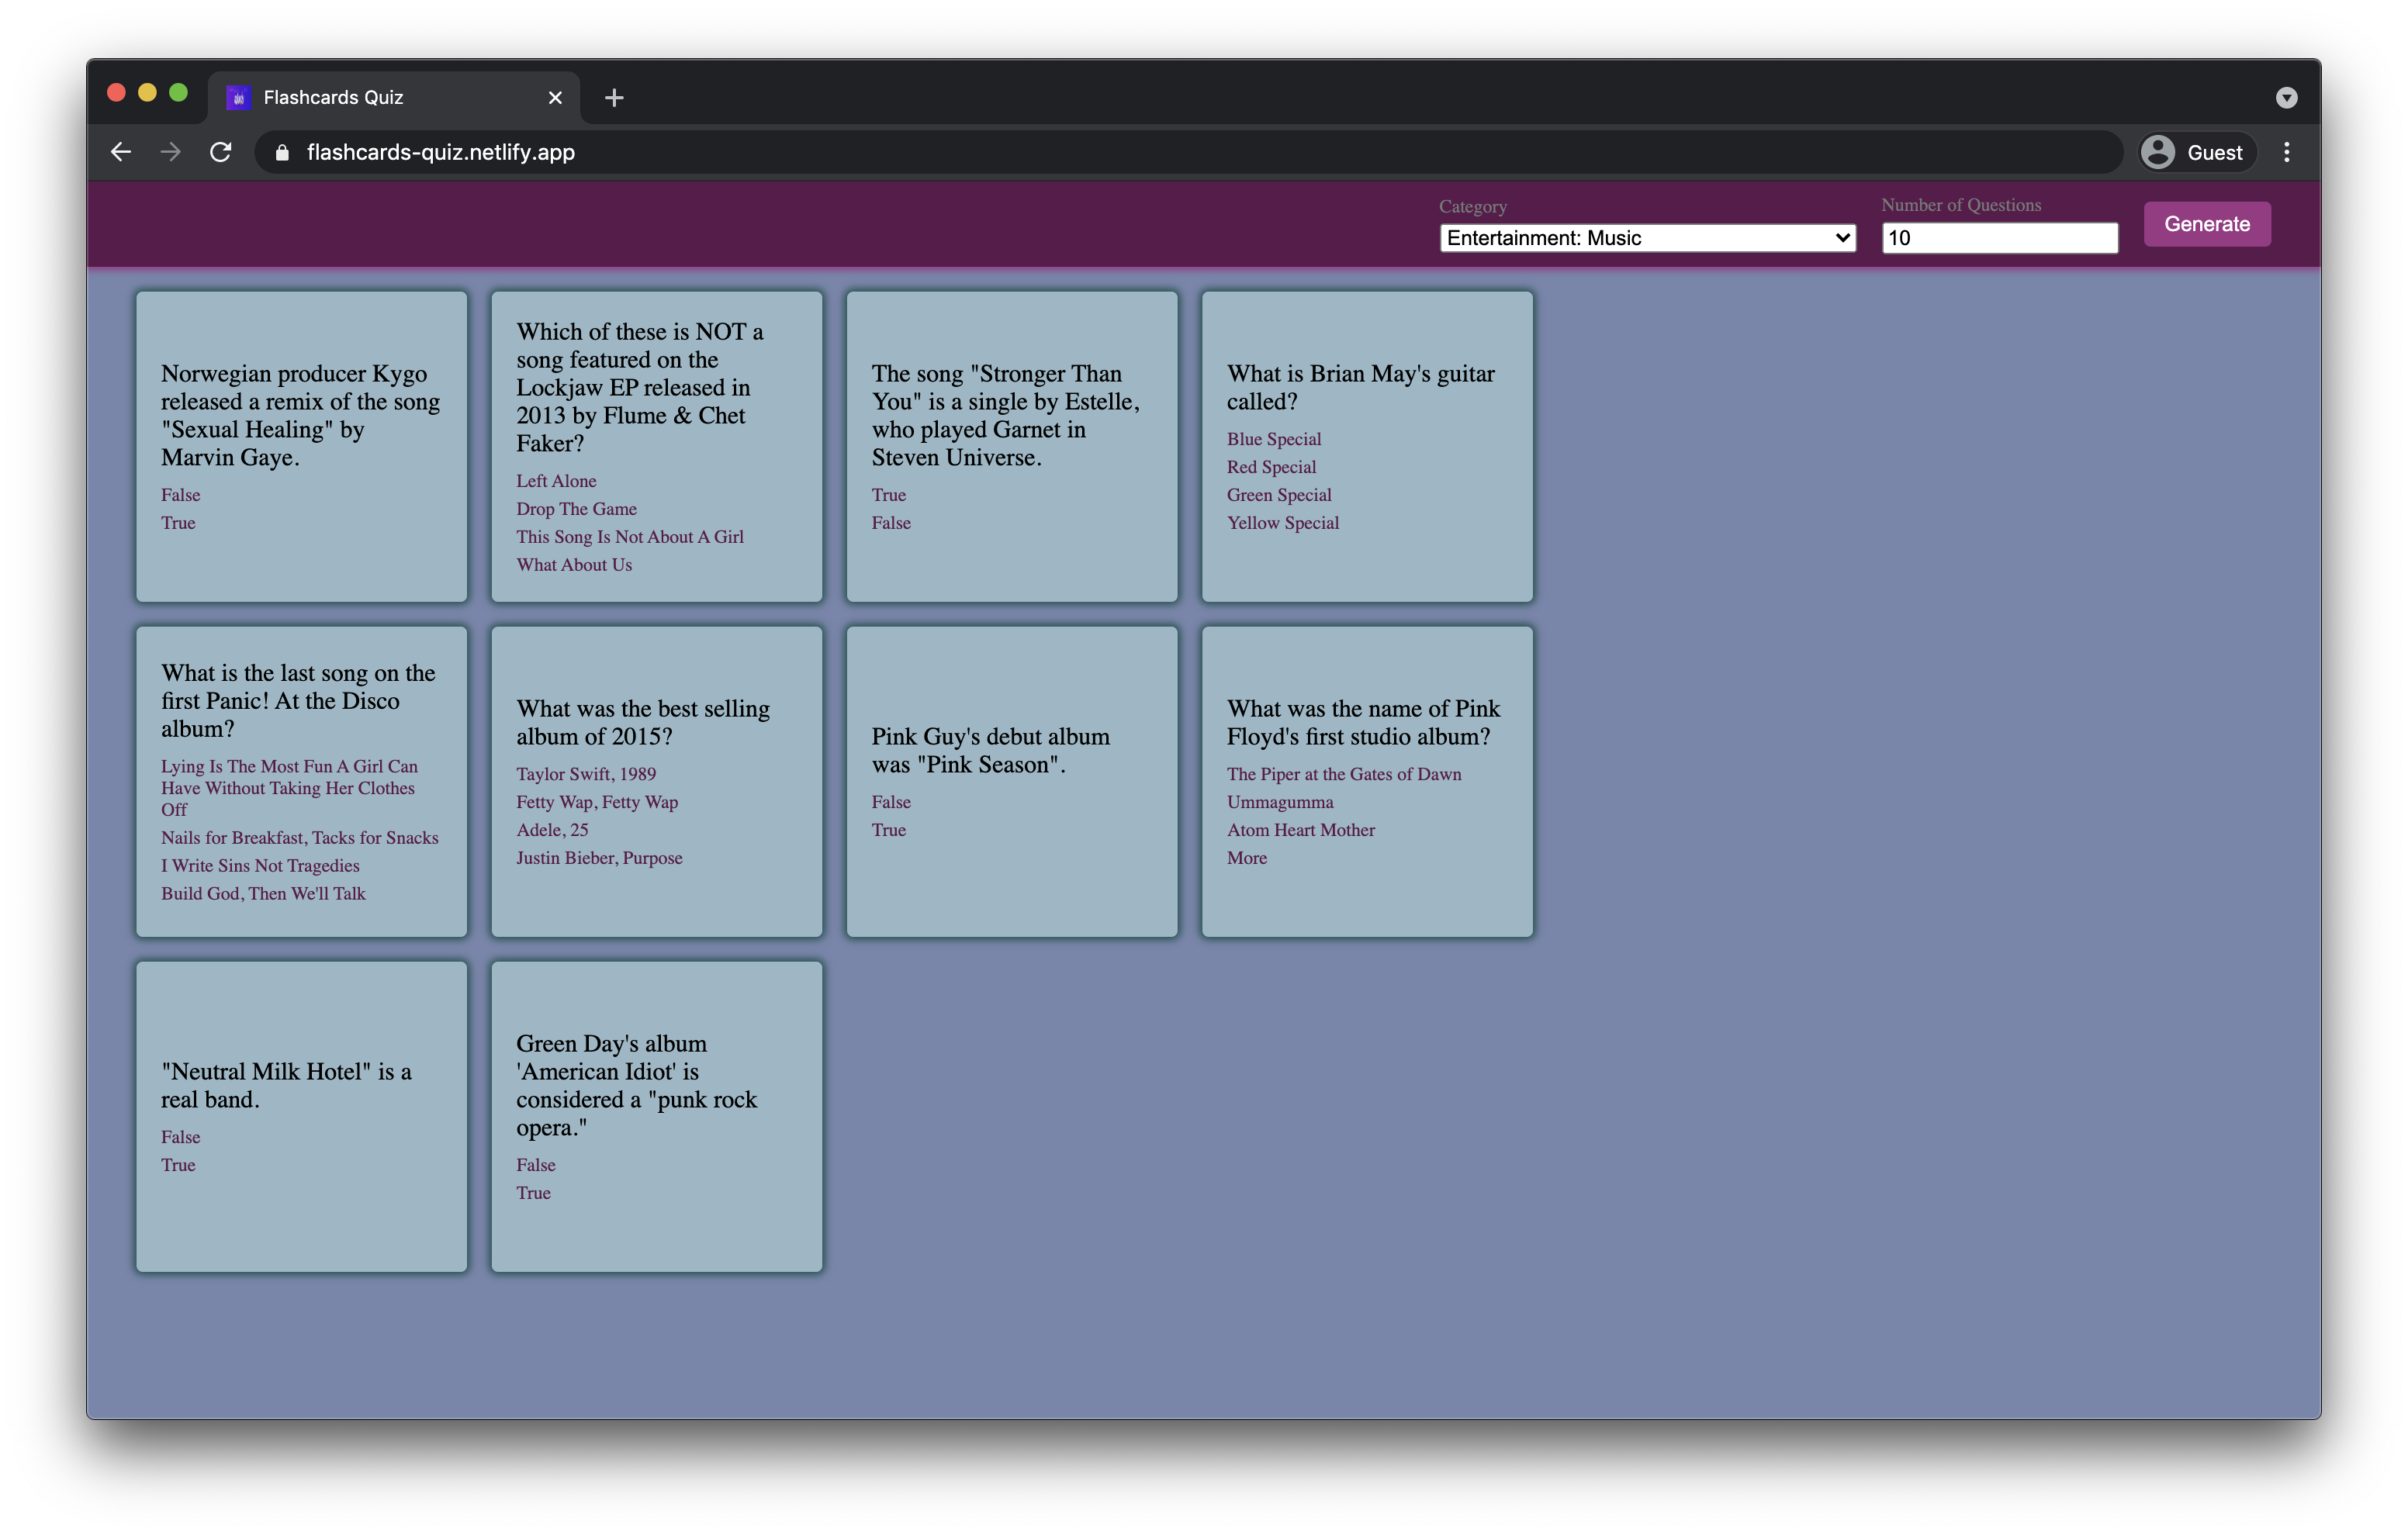 Flashcards Quiz
flashcards-quiz.netlify.app
Guest
Category
Entertainment: Music
Number of Questions
10
Generate
Norwegian producer Kygo
released a remix of the song
"Sexual Healing" by
Marvin Gaye.
False
True
Which of these is NOT a
song featured on the
Lockjaw EP released in
2013 by Flume & Chet
Faker?
Left Alone
Drop The Game
This Song Is Not About A Girl
What About Us
The song "Stronger Than
You" is a single by Estelle,
who played Garnet in
Steven Universe.
True
False
What is Brian May's guitar
called?
Blue Special
Red Special
Green Special
Yellow Special
What is the last song on the
first Panic! At the Disco
album?
Lying Is The Most Fun A Girl Can
Have Without Taking Her Clothes
Off
Nails for Breakfast, Tacks for Snacks
I Write Sins Not Tragedies
Build God, Then We'll Talk
What was the best selling
album of 2015?
Taylor Swift, 1989
Fetty Wap, Fetty Wap
Adele, 25
Justin Bieber, Purpose
Pink Guy's debut album
was "Pink Season".
False
True
What was the name of Pink
Floyd's first studio album?
The Piper at the Gates of Dawn
Ummagumma
Atom Heart Mother
More
"Neutral Milk Hotel" is a
real band.
False
True
Green Day's album
'American Idiot' is
considered a "punk rock
opera."
False
True